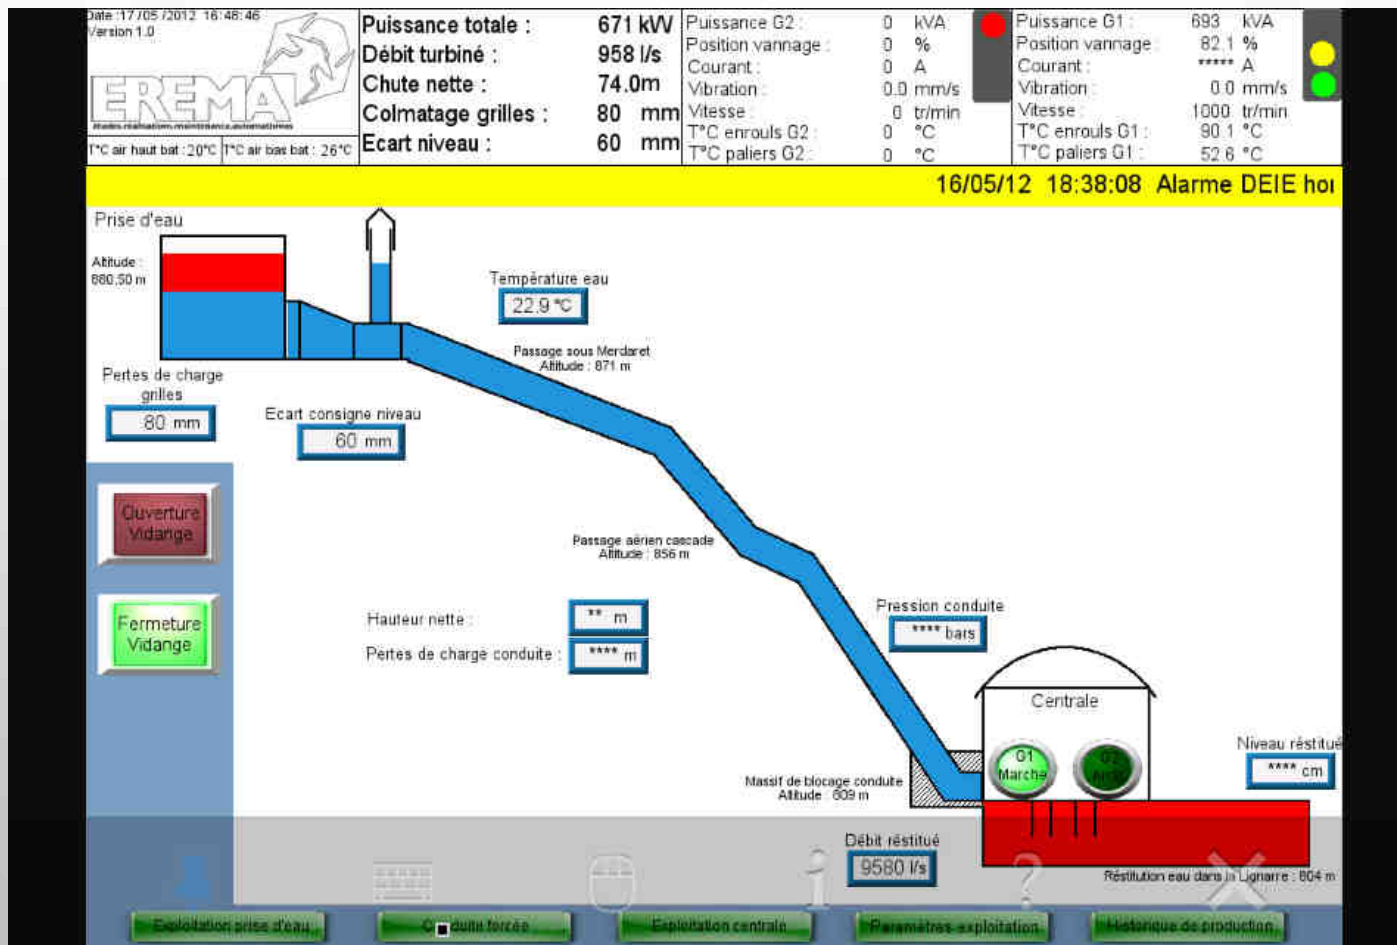 Date :17 /05 /2012 16:48:46
Version 1.0
EREMA
études-réalisations-maintenance-automatismes
T°C air haut bat : 20°C T°C air bas bat : 26°C
Puissance totale : 671 kW
Débit turbiné : 958 l/s
Chute nette : 74.0m
Colmatage grilles : 80 mm
Ecart niveau : 60 mm
Puissance G2 : 0 kVA
Position vannage : 0 %
Courant : 0 A
Vibration : 0.0 mm/s
Vitesse : 0 tr/min
T°C enrouls G2 : 0 °C
T°C paliers G2 : 0 °C
Puissance G1 : 693 kVA
Position vannage : 82.1 %
Courant : ***** A
Vibration : 0.0 mm/s
Vitesse : 1000 tr/min
T°C enrouls G1 : 90.1 °C
T°C paliers G1 : 52.6 °C
16/05/12 18:38:08 Alarme DEIE hor
Prise d'eau
Altitude :
880.50 m
Température eau
22.9 °C
Passage sous Merdaret
Altitude : 871 m
Pertes de charge
grilles
80 mm
Ecart consigne niveau
60 mm
Ouverture
Vidange
Passage aérien cascade
Altitude : 856 m
Fermeture
Vidange
Hauteur nette : ** m
Pertes de charge conduite : **** m
Pression conduite
**** bars
Centrale
G1
Marche
G2
Arrêt
Niveau réstitué
**** cm
Massif de blocage conduite
Altitude : 809 m
Débit réstitué
9580 l/s
i
?
Réstitution eau dans la Lignarre : 804 m
Exploitation prise d'eau
Conduite forcée
Exploitation centrale
Paramètres exploitation
Historique de production